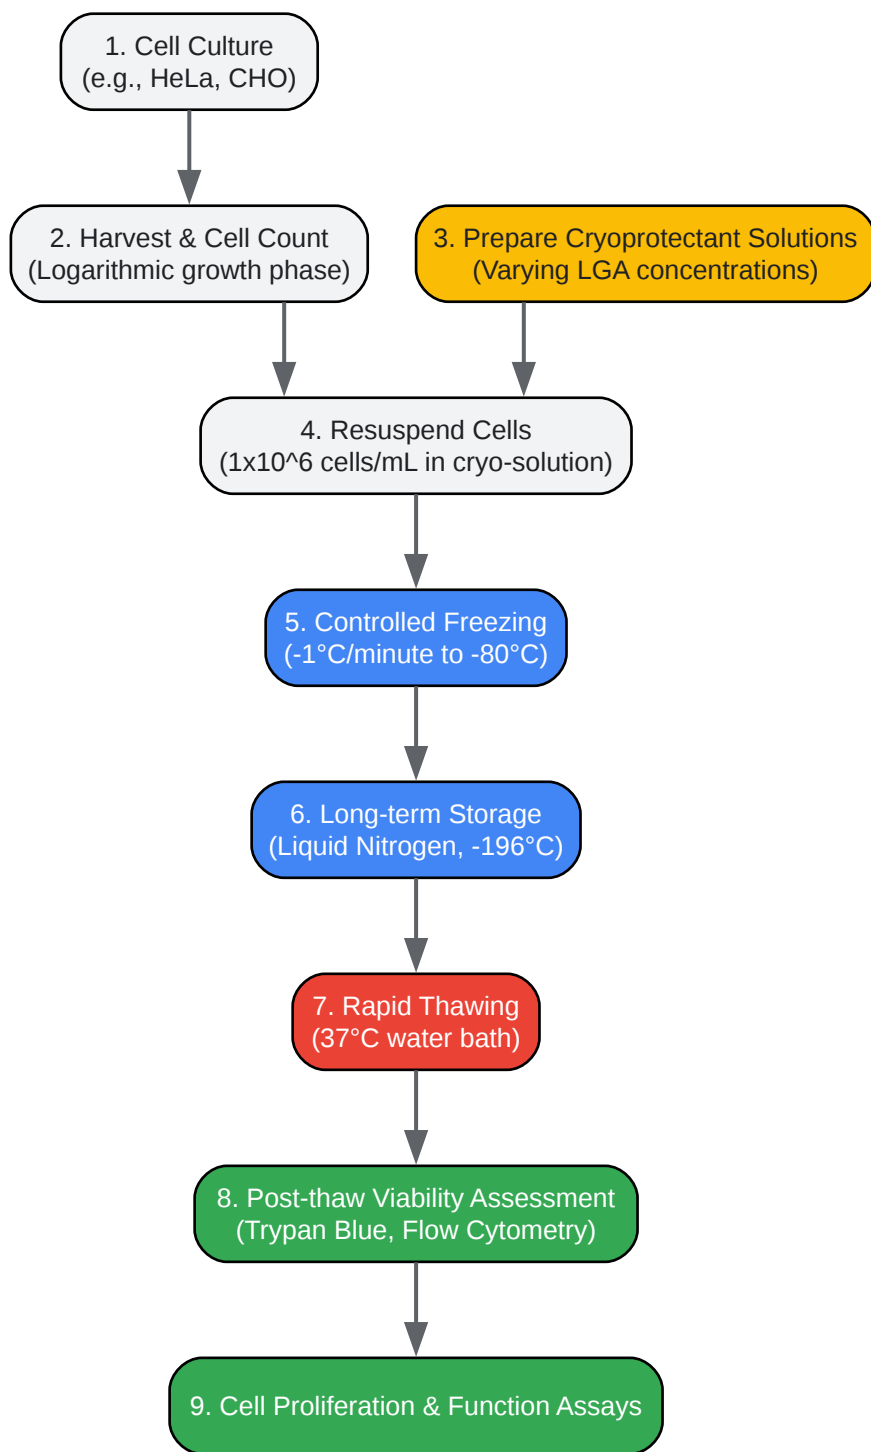 1. Cell Culture
(e.g., HeLa, CHO)
2. Harvest & Cell Count
(Logarithmic growth phase)
3. Prepare Cryoprotectant Solutions
(Varying LGA concentrations)
4. Resuspend Cells
(1x10^6 cells/mL in cryo-solution)
5. Controlled Freezing
(-1°C/minute to -80°C)
6. Long-term Storage
(Liquid Nitrogen, -196°C)
7. Rapid Thawing
(37°C water bath)
8. Post-thaw Viability Assessment
(Trypan Blue, Flow Cytometry)
9. Cell Proliferation & Function Assays